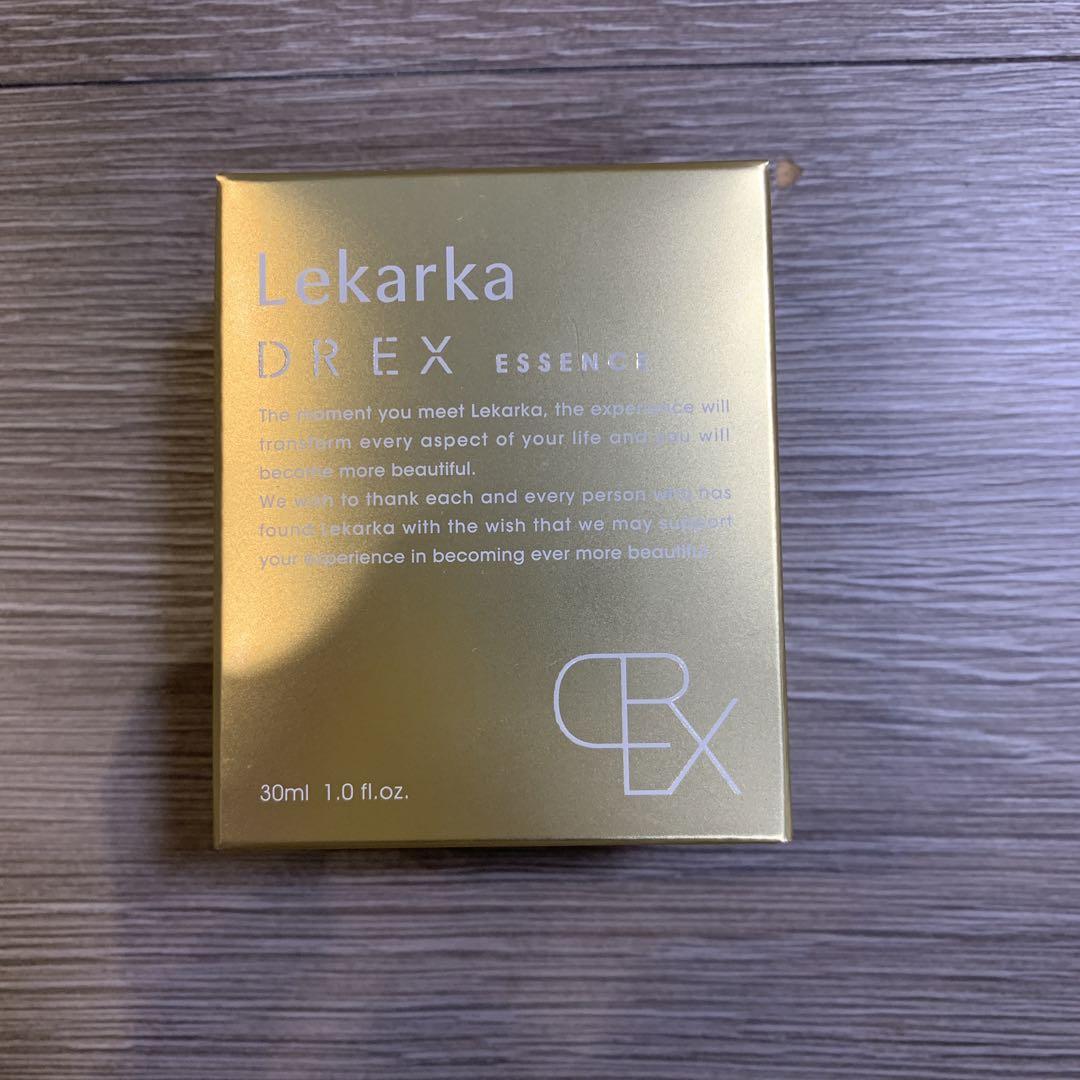 Lekarka
DREX ESSENCE
The moment you meet Lekarka, the experience will
transform every aspect of your life and you will
become more beautiful.
We wish to thank each and every person who has
found Lekarka with the wish that we may support
your experience in becoming ever more beautiful.
DREX
30ml 1.0 fl.oz.